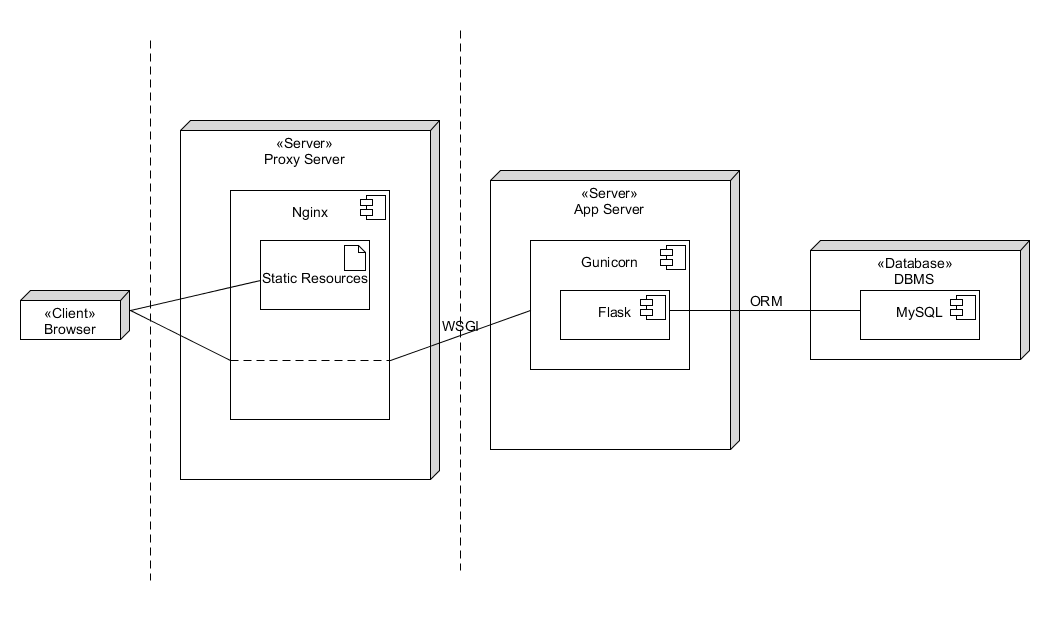 «Client»
Browser
«Server»
Proxy Server
Nginx
Static Resources
WSGI
«Server»
App Server
Gunicorn
Flask
ORM
«Database»
DBMS
MySQL